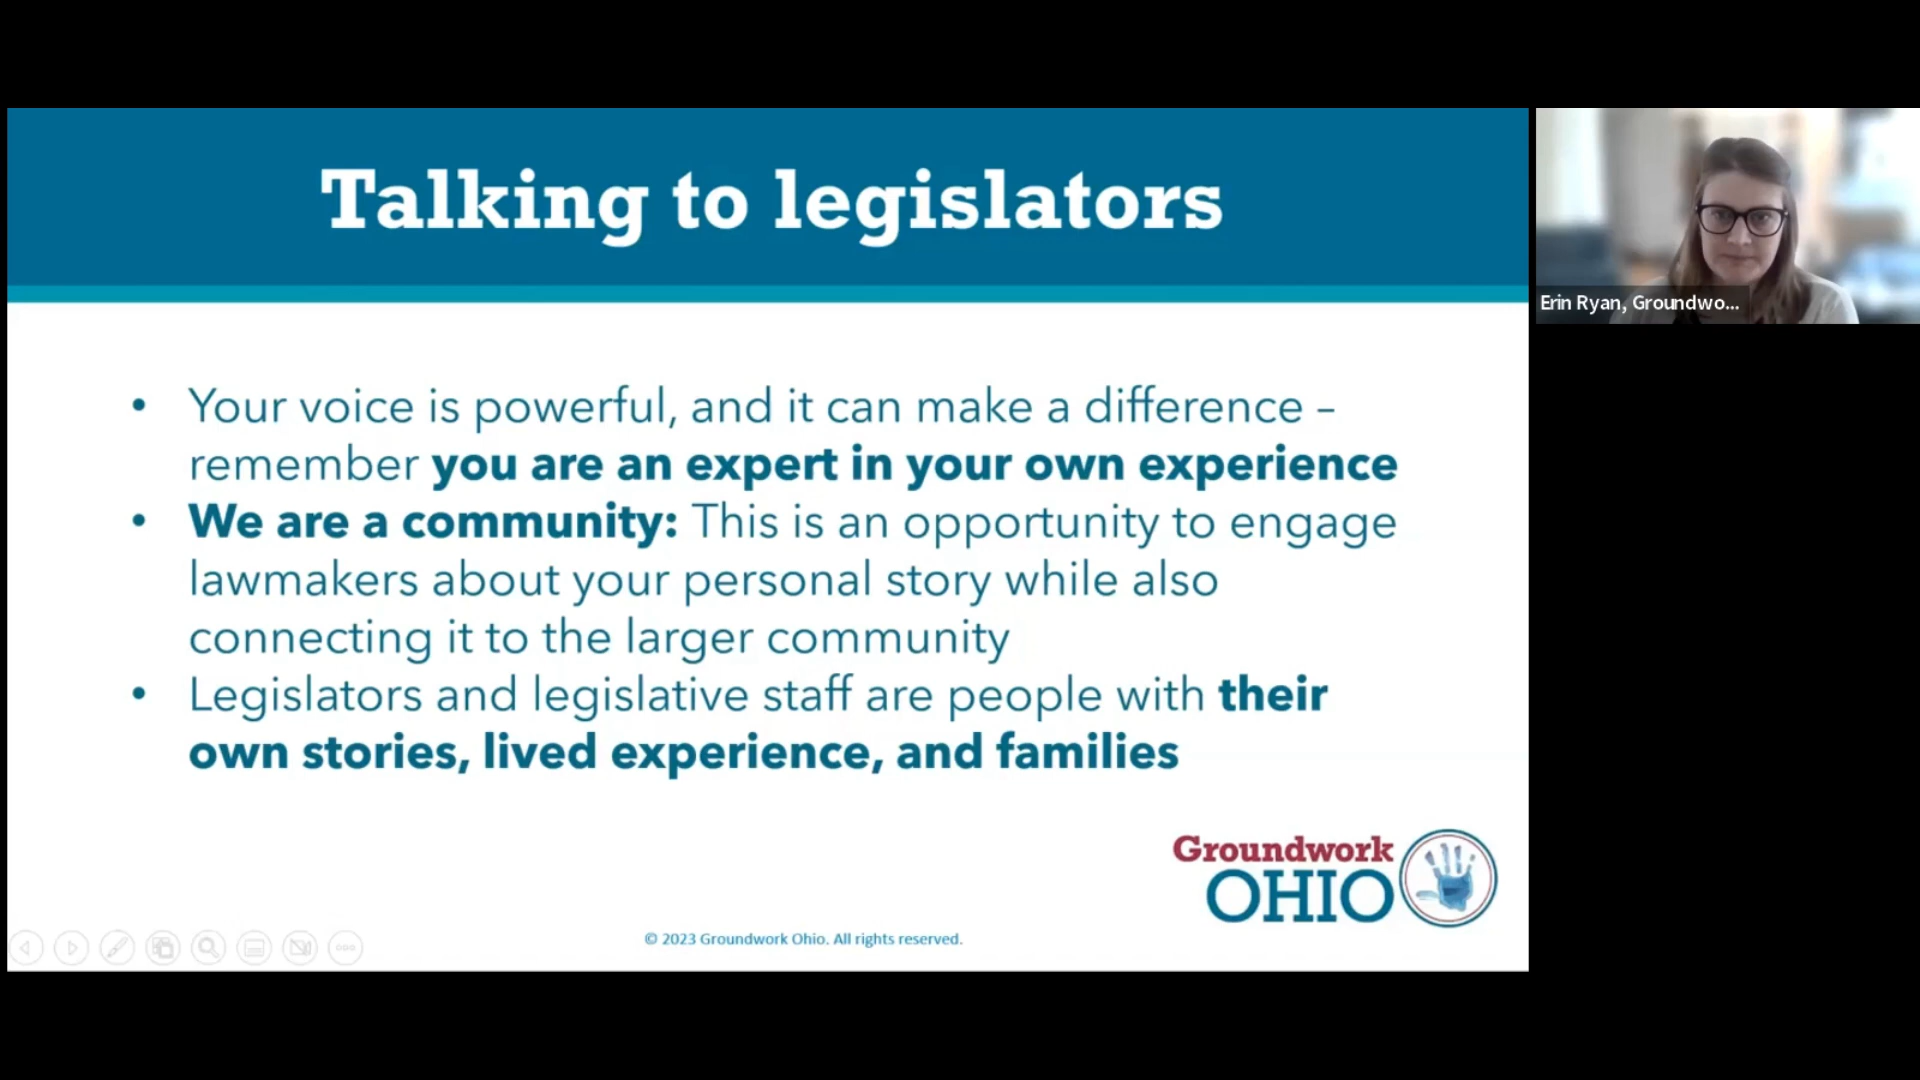 Talking to legislators
• Your voice is powerful, and it can make a difference –
remember you are an expert in your own experience
• We are a community: This is an opportunity to engage
lawmakers about your personal story while also
connecting it to the larger community
• Legislators and legislative staff are people with their
own stories, lived experience, and families
Groundwork
OHIO
© 2023 Groundwork Ohio. All rights reserved.
Erin Ryan, Groundwo...